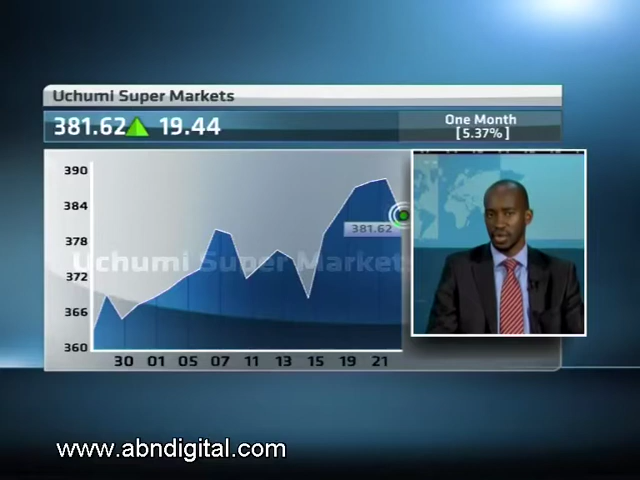 Uchumi Super Markets
381.62 19.44
One Month
[5.37%]
390
384
378
372
366
360
381.62
Uchumi Super Markets
30 01 05 07 11 13 15 19 21
www.abndigital.com